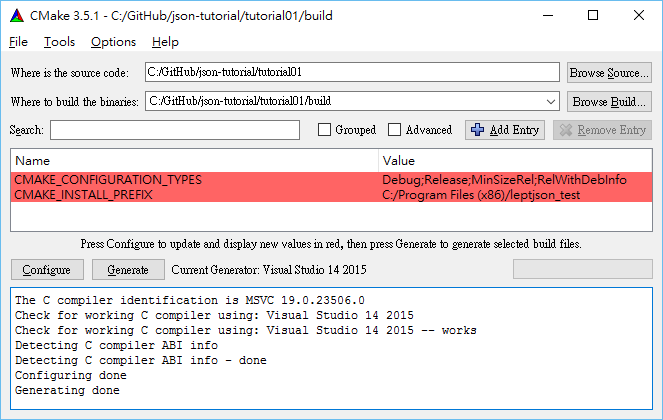 CMake 3.5.1 - C:/GitHub/json-tutorial/tutorial01/build
File Tools Options Help
Where is the source code: C:/GitHub/json-tutorial/tutorial01 Browse Source...
Where to build the binaries: C:/GitHub/json-tutorial/tutorial01/build Browse Build...
Search: Grouped Advanced Add Entry Remove Entry
Name Value
CMAKE_CONFIGURATION_TYPES Debug;Release;MinSizeRel;RelWithDebInfo
CMAKE_INSTALL_PREFIX C:/Program Files (x86)/leptjson_test
Press Configure to update and display new values in red, then press Generate to generate selected build files.
Configure Generate Current Generator: Visual Studio 14 2015
The C compiler identification is MSVC 19.0.23506.0
Check for working C compiler using: Visual Studio 14 2015
Check for working C compiler using: Visual Studio 14 2015 -- works
Detecting C compiler ABI info
Detecting C compiler ABI info - done
Configuring done
Generating done